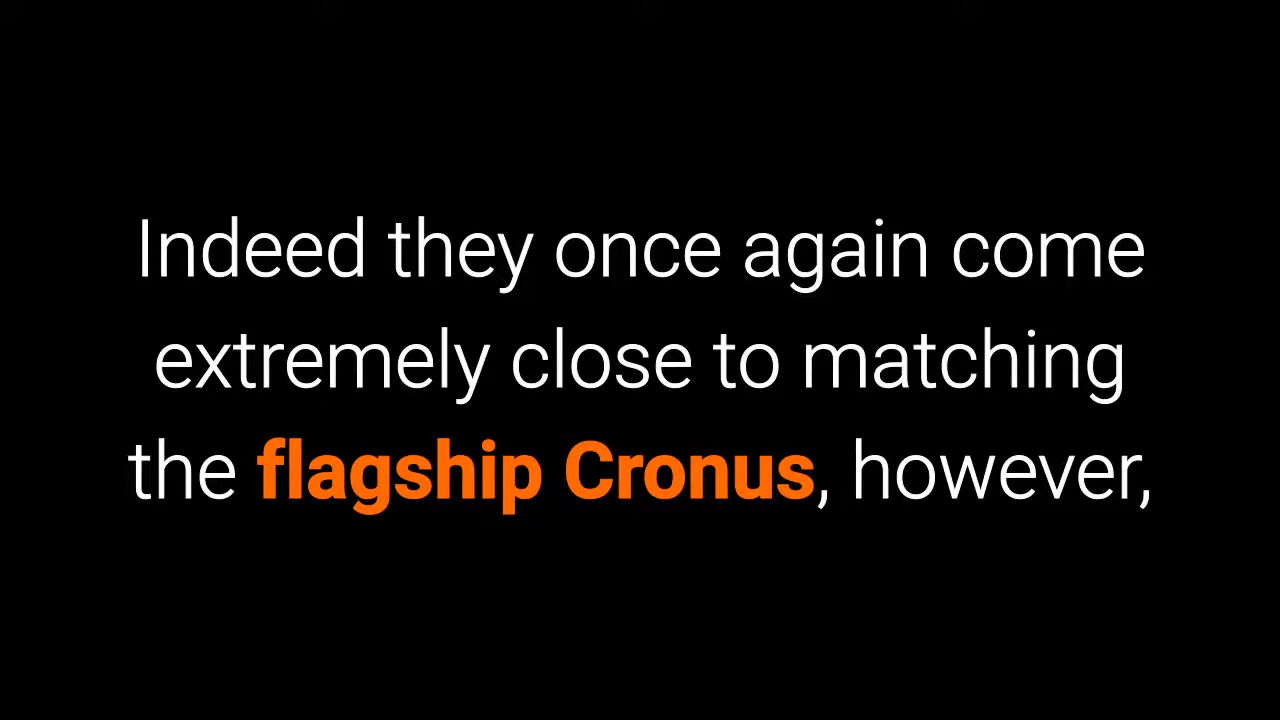 Indeed they once again come
extremely close to matching
the flagship Cronus, however,